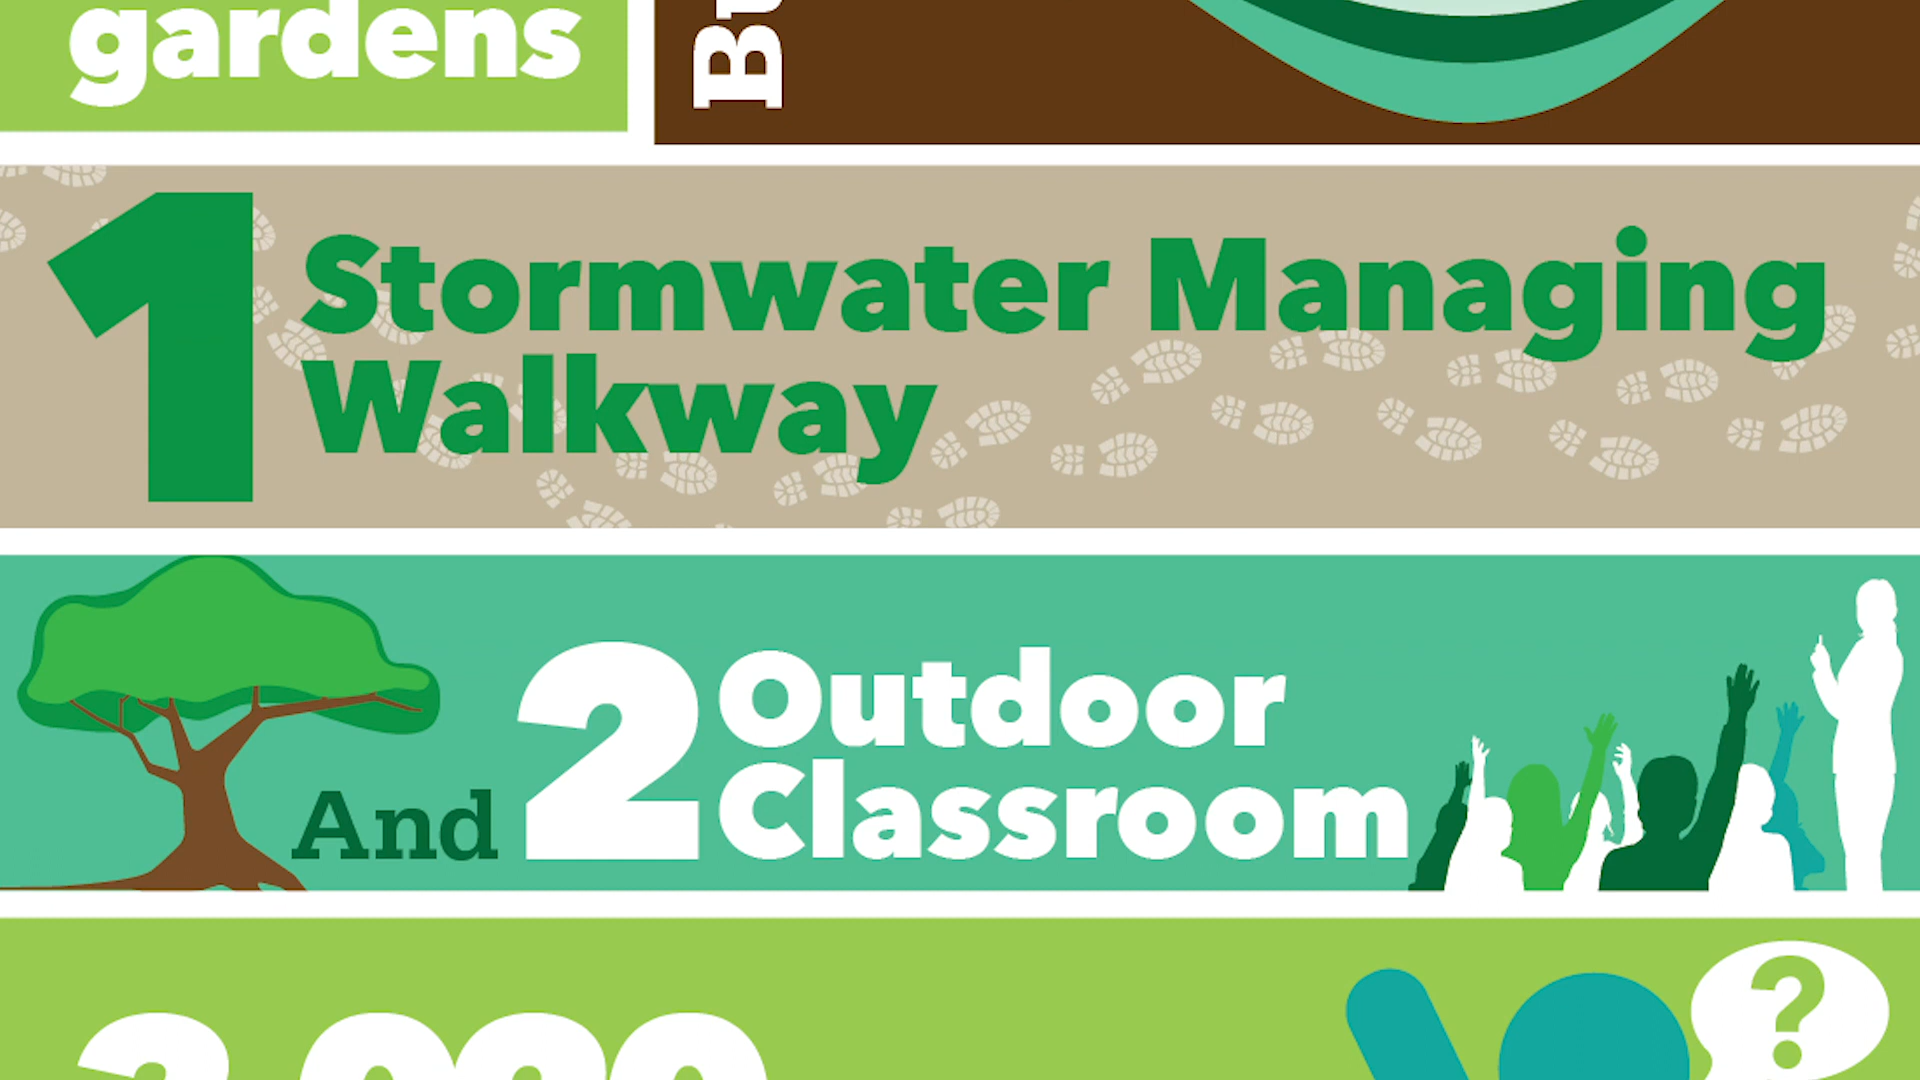 gardens
1 Stormwater Managing
Walkway
And 2 Outdoor
Classroom
?